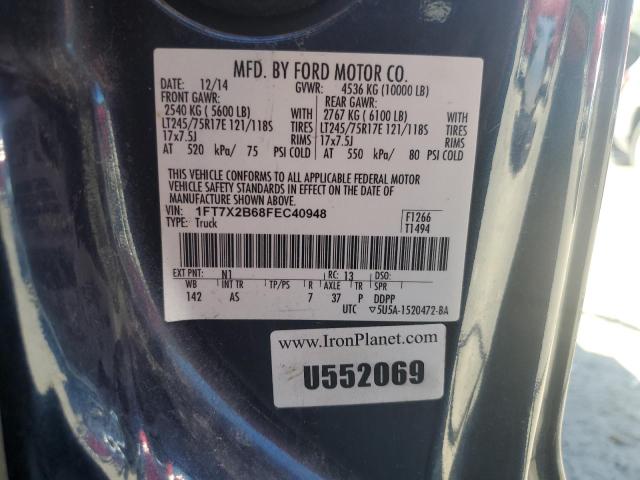 MFD. BY FORD MOTOR CO.
DATE: 12/14 GVWR: 4536 KG (10000 LB)
FRONT GAWR: REAR GAWR:
2540 KG ( 5600 LB) WITH 2767 KG ( 6100 LB) WITH
LT245/75R17E 121/118S TIRES LT245/75R17E 121/118S TIRES
17x7.5J RIMS 17x7.5J RIMS
AT 520 kPa/ 75 PSI COLD AT 550 kPa/ 80 PSI COLD
THIS VEHICLE CONFORMS TO ALL APPLICABLE FEDERAL MOTOR
VEHICLE SAFETY STANDARDS IN EFFECT ON THE DATE OF
MANUFACTURE SHOWN ABOVE.
VIN: 1FT7X2B68FEC40948 F1266
TYPE: Truck T1494
EXT PNT: N1 RC: 13 DSO:
WB INT TR TP/PS R AXLE TR SPR
142 AS 7 37 P DDPP
UTC ▽5U5A-1520472-BA
www.IronPlanet.com
U552069